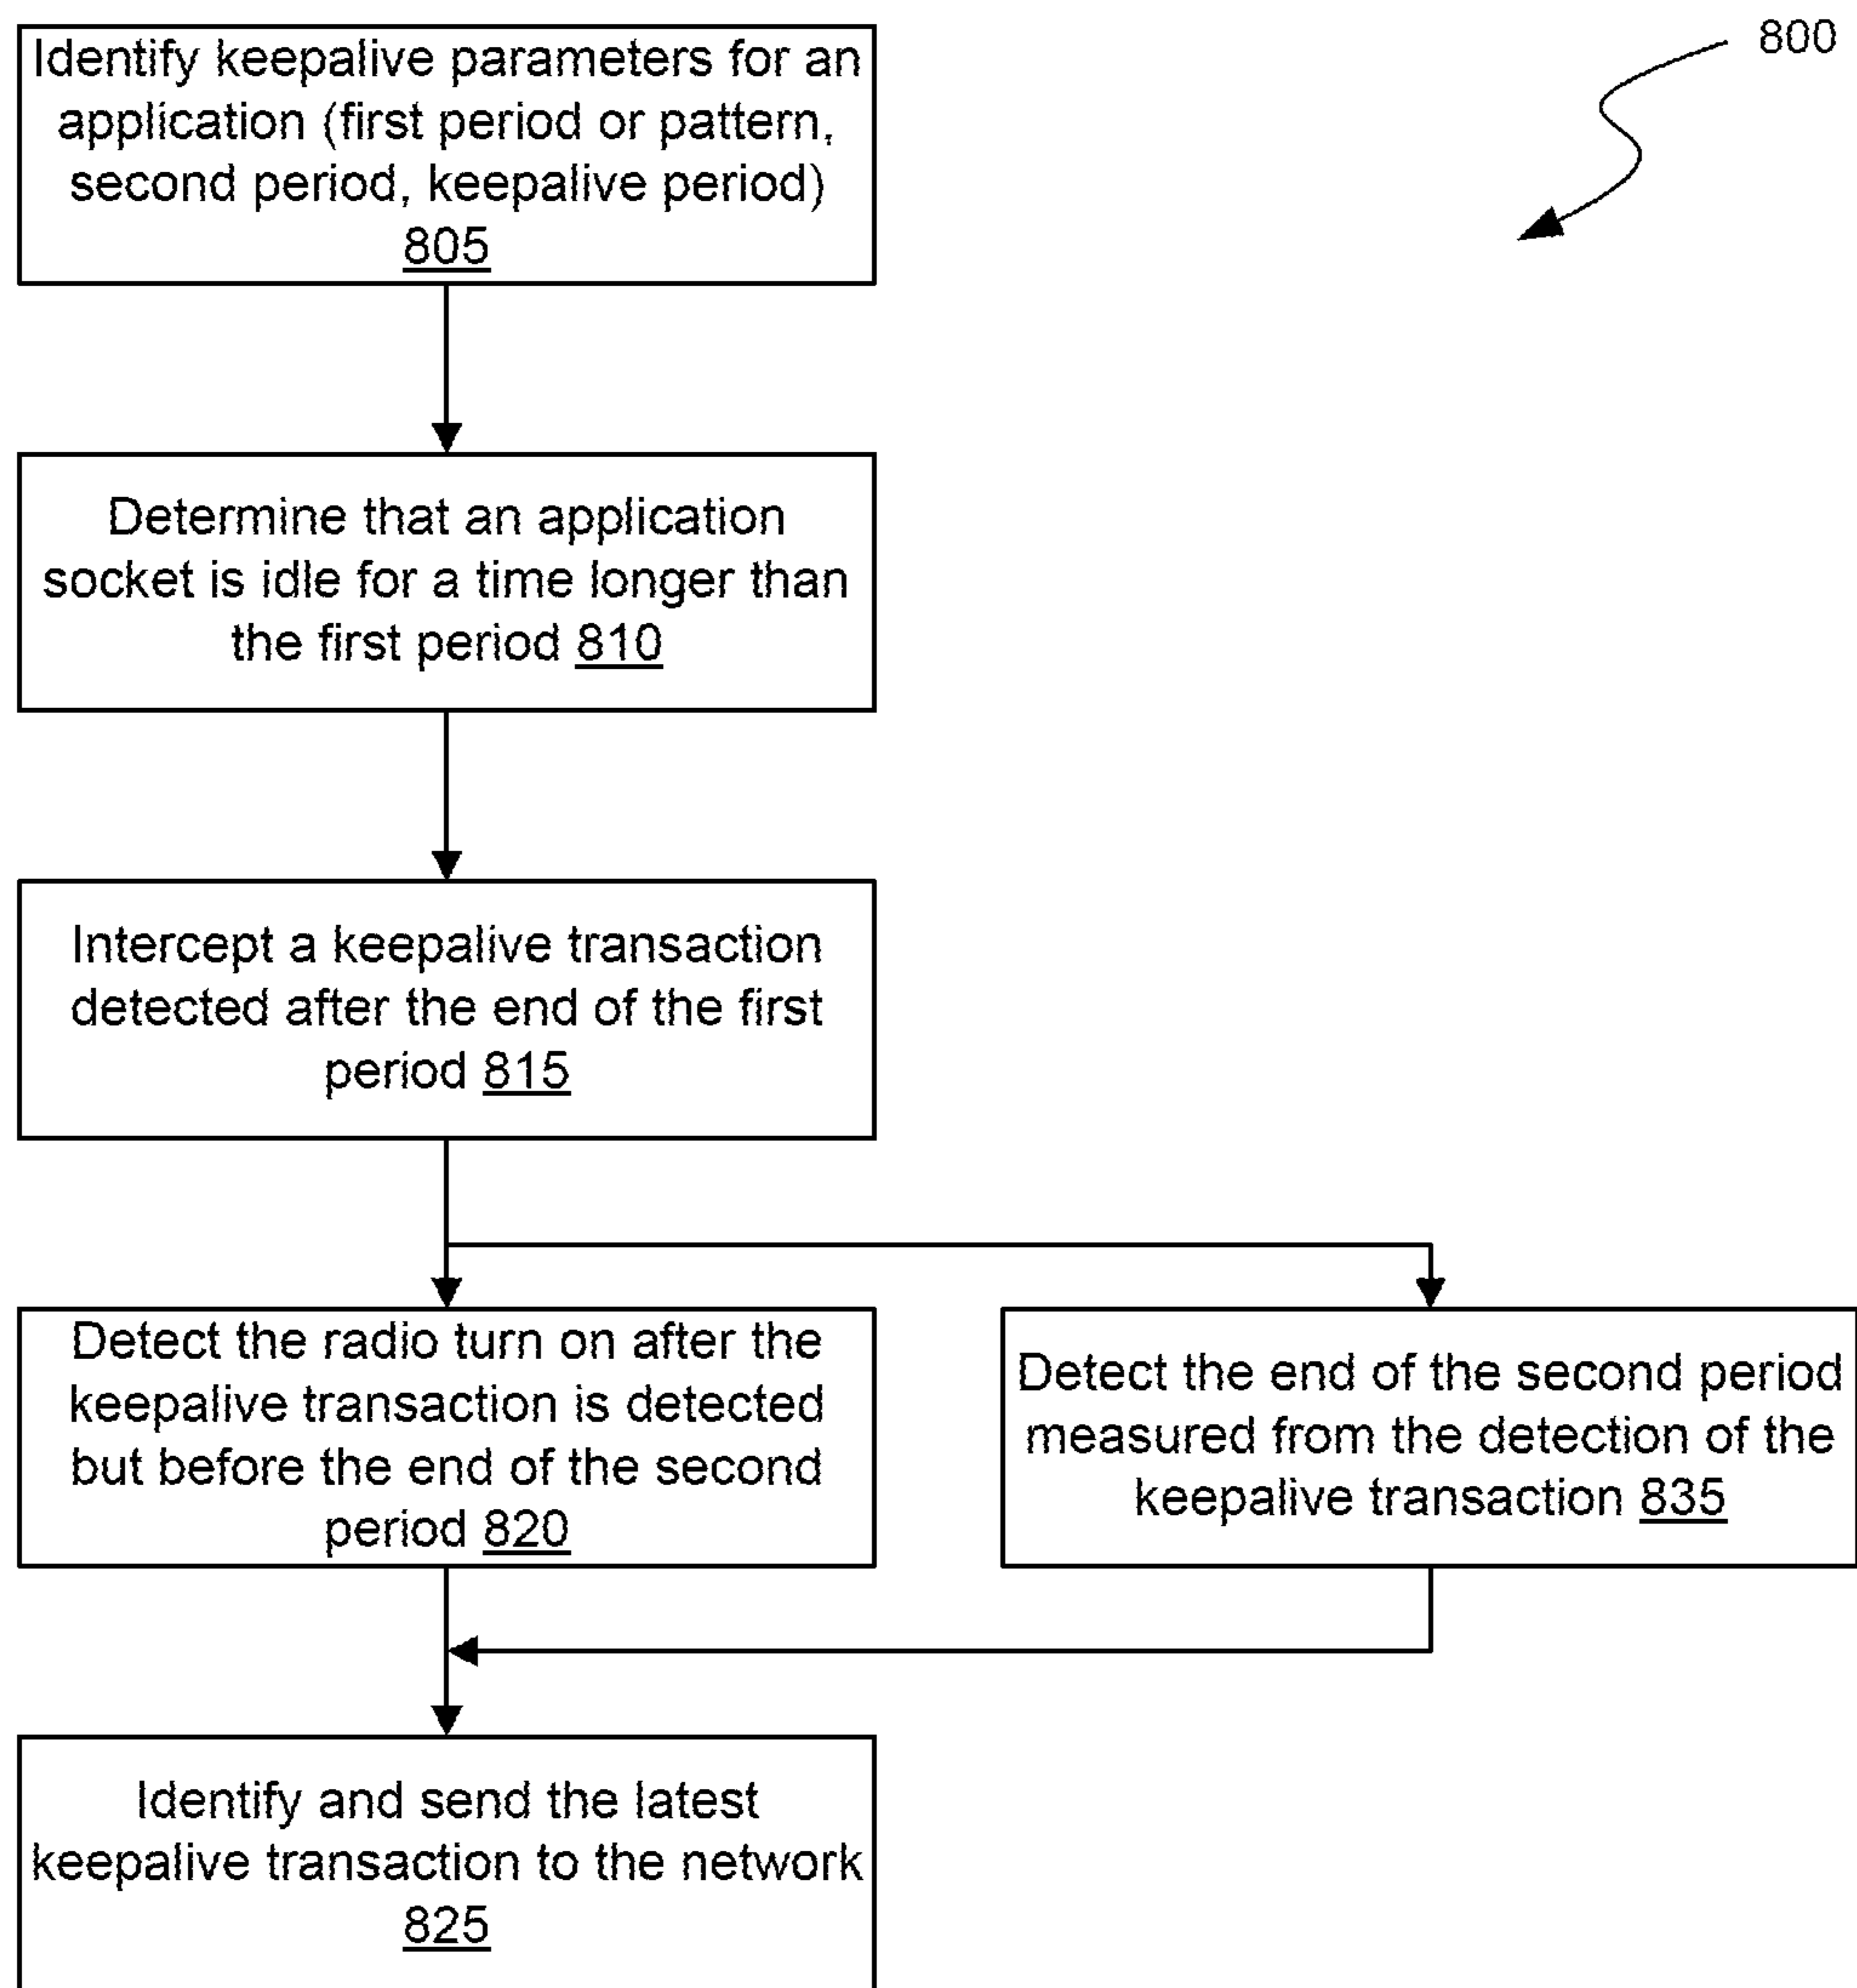 800
Identify keepalive parameters for an
application (first period or pattern,
second period, keepalive period)
805
Determine that an application
socket is idle for a time longer than
the first period 810
Intercept a keepalive transaction
detected after the end of the first
period 815
Detect the radio turn on after the
keepalive transaction is detected
but before the end of the second
period 820
Detect the end of the second period
measured from the detection of the
keepalive transaction 835
Identify and send the latest
keepalive transaction to the network
825